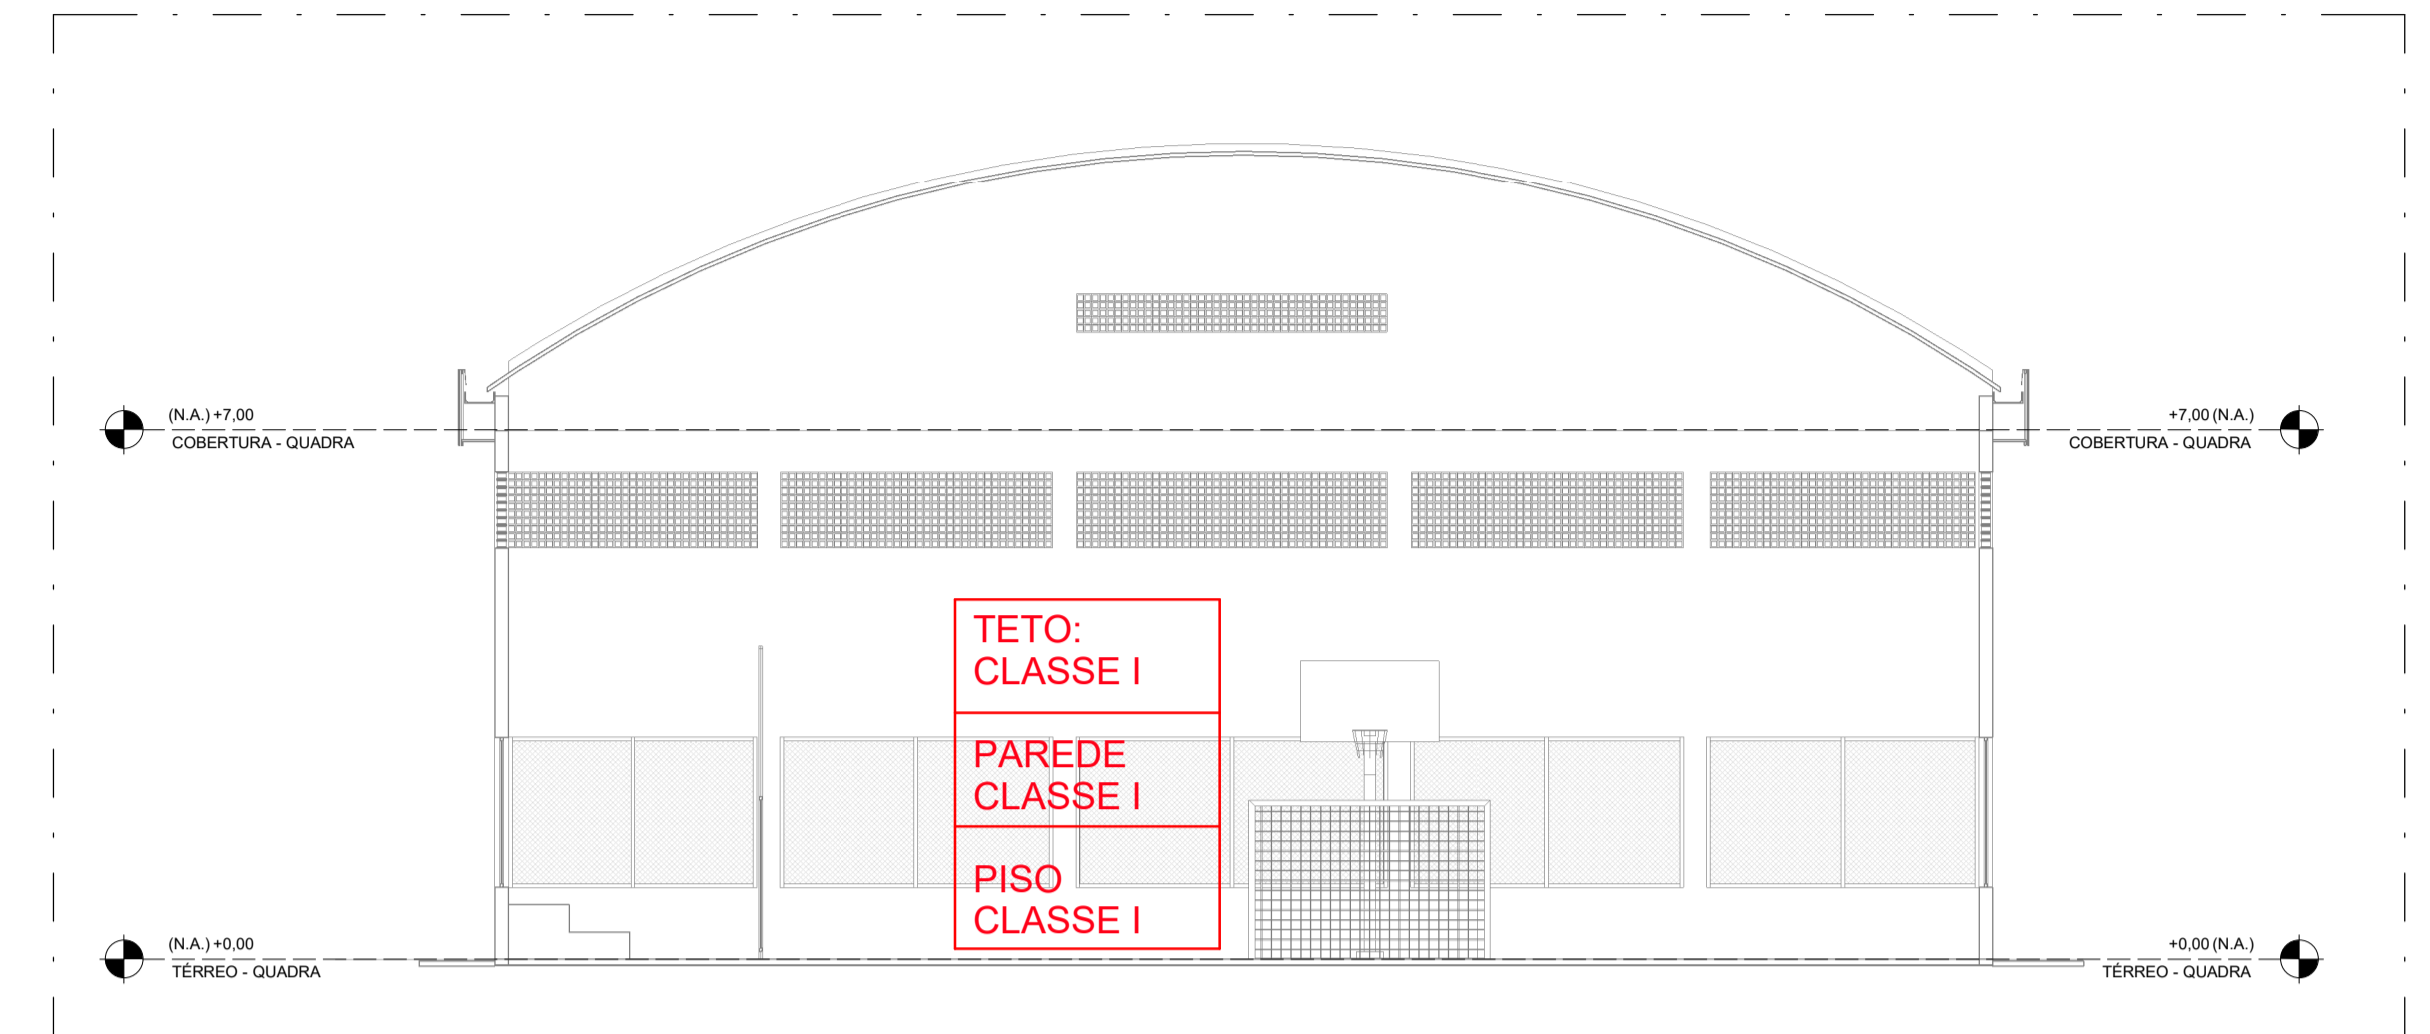 (N.A.) +7,00
COBERTURA - QUADRA
+7,00 (N.A.)
COBERTURA - QUADRA
TETO:
CLASSE I
PAREDE
CLASSE I
PISO
CLASSE I
(N.A.) +0,00
TÉRREO - QUADRA
+0,00 (N.A.)
TÉRREO - QUADRA